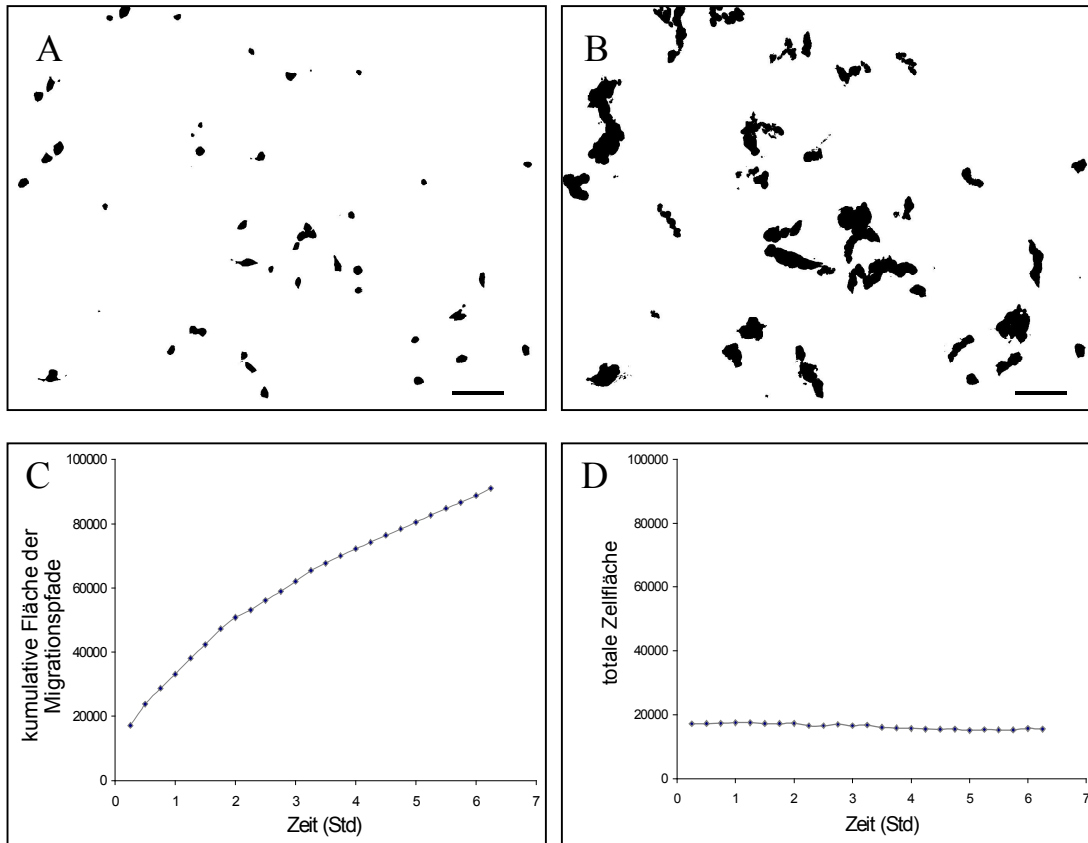 A
B
C
100000
80000
60000
40000
20000
0
kumulative Fläche der
Migrationspfade
0 1 2 3 4 5 6 7
Zeit (Std)
D
100000
80000
60000
40000
20000
0
totale Zellfläche
0 1 2 3 4 5 6 7
Zeit (Std)